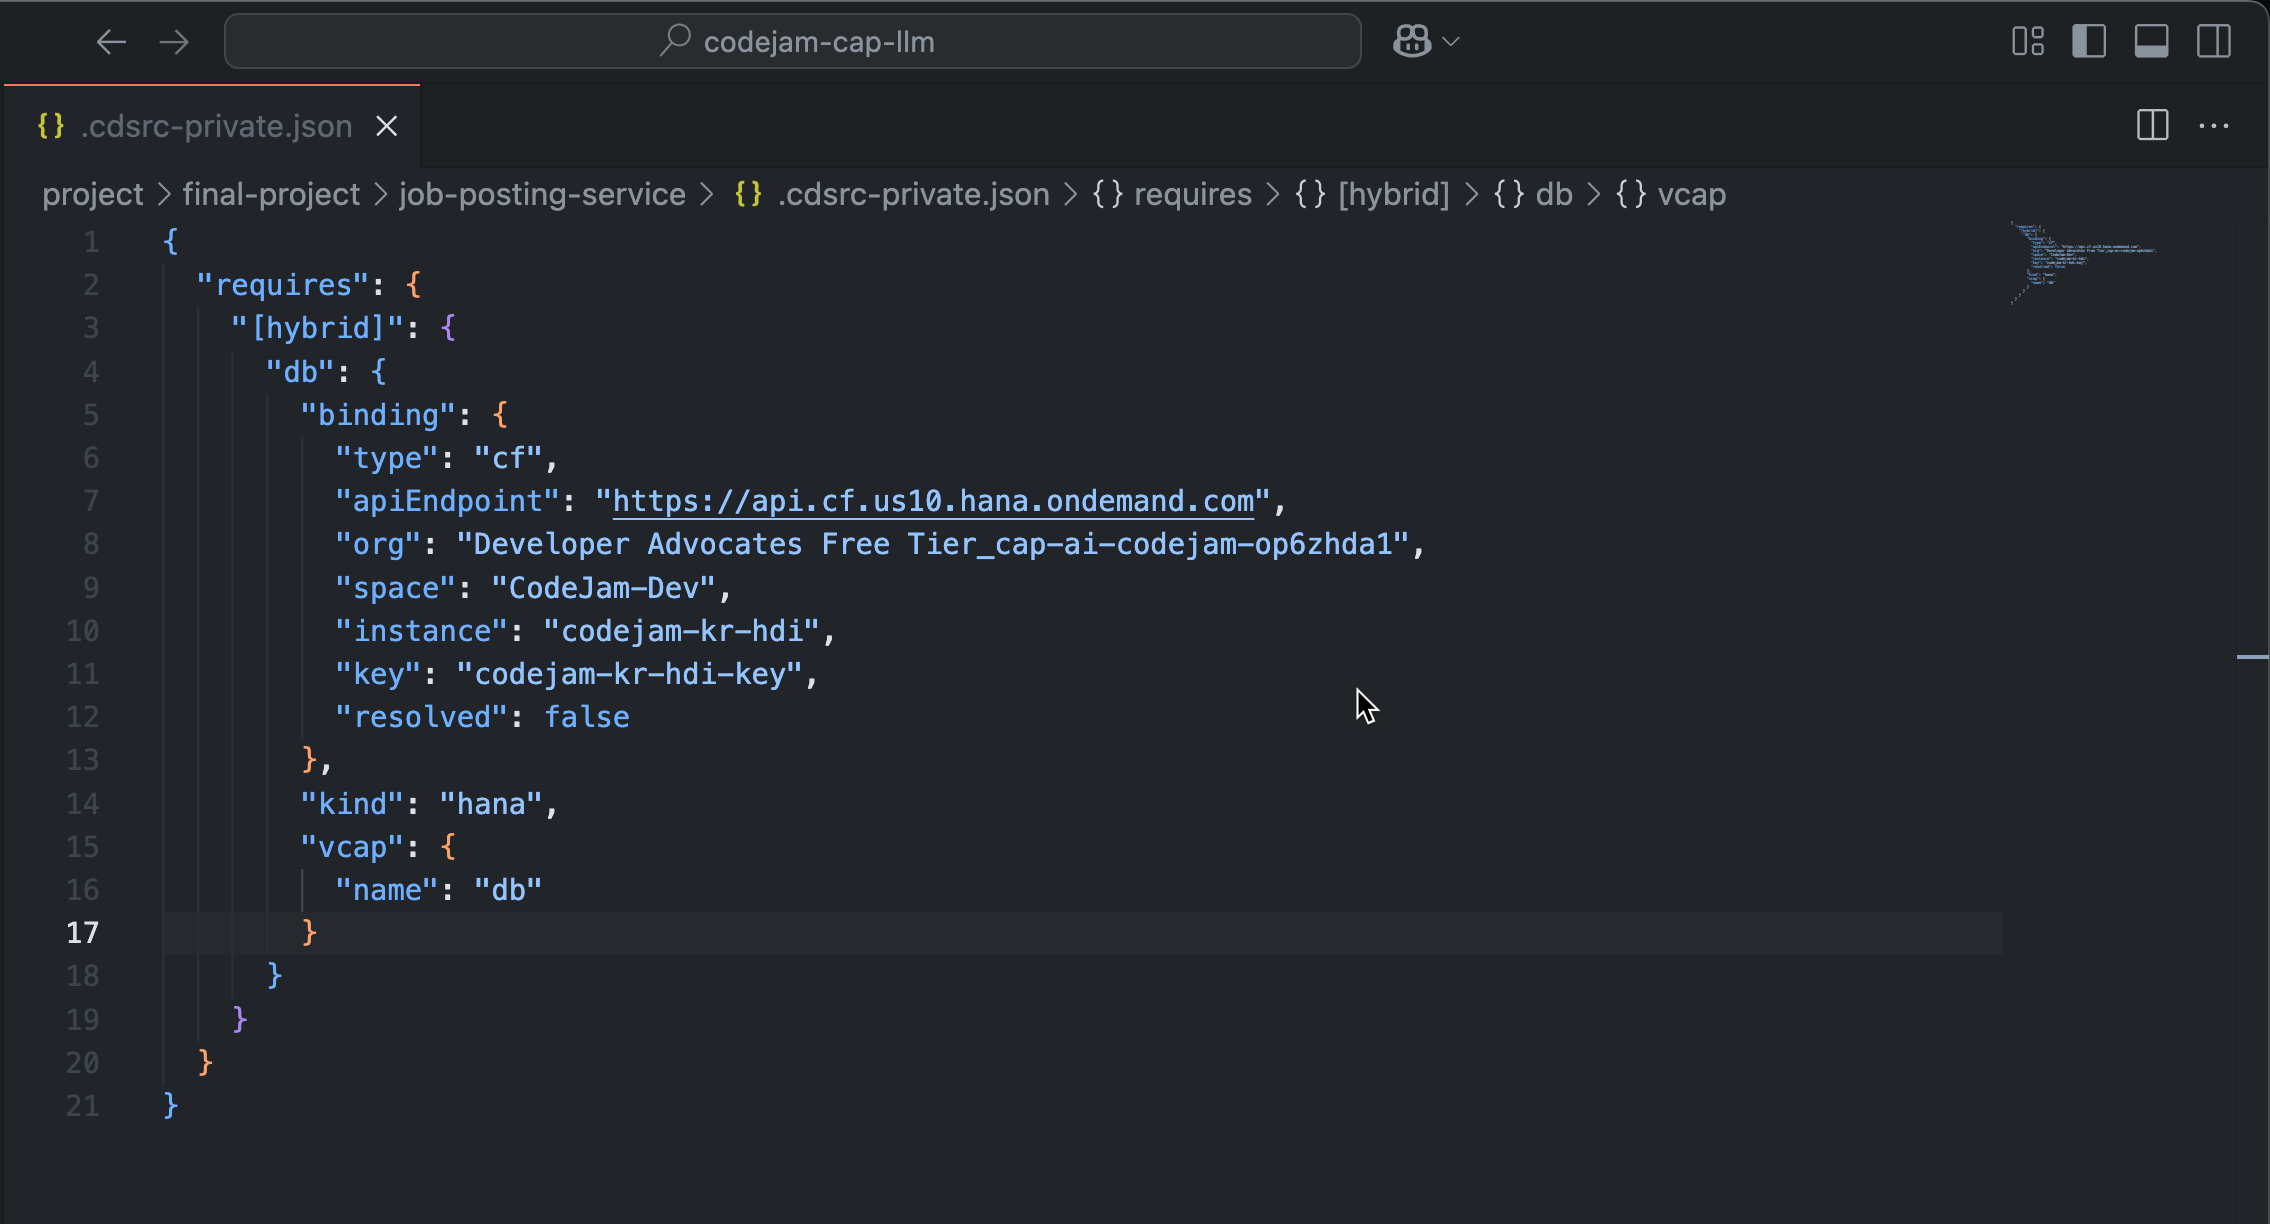 codejam-cap-llm
{} .cdsrc-private.json
project > final-project > job-posting-service > {} .cdsrc-private.json > {} requires > {} [hybrid] > {} db > {} vcap
1 {
2 "requires": {
3 "[hybrid]": {
4 "db": {
5 "binding": {
6 "type": "cf",
7 "apiEndpoint": "https://api.cf.us10.hana.ondemand.com",
8 "org": "Developer Advocates Free Tier_cap-ai-codejam-op6zhda1",
9 "space": "CodeJam-Dev",
10 "instance": "codejam-kr-hdi",
11 "key": "codejam-kr-hdi-key",
12 "resolved": false
13 },
14 "kind": "hana",
15 "vcap": {
16 "name": "db"
17 }
18 }
19 }
20 }
21 }